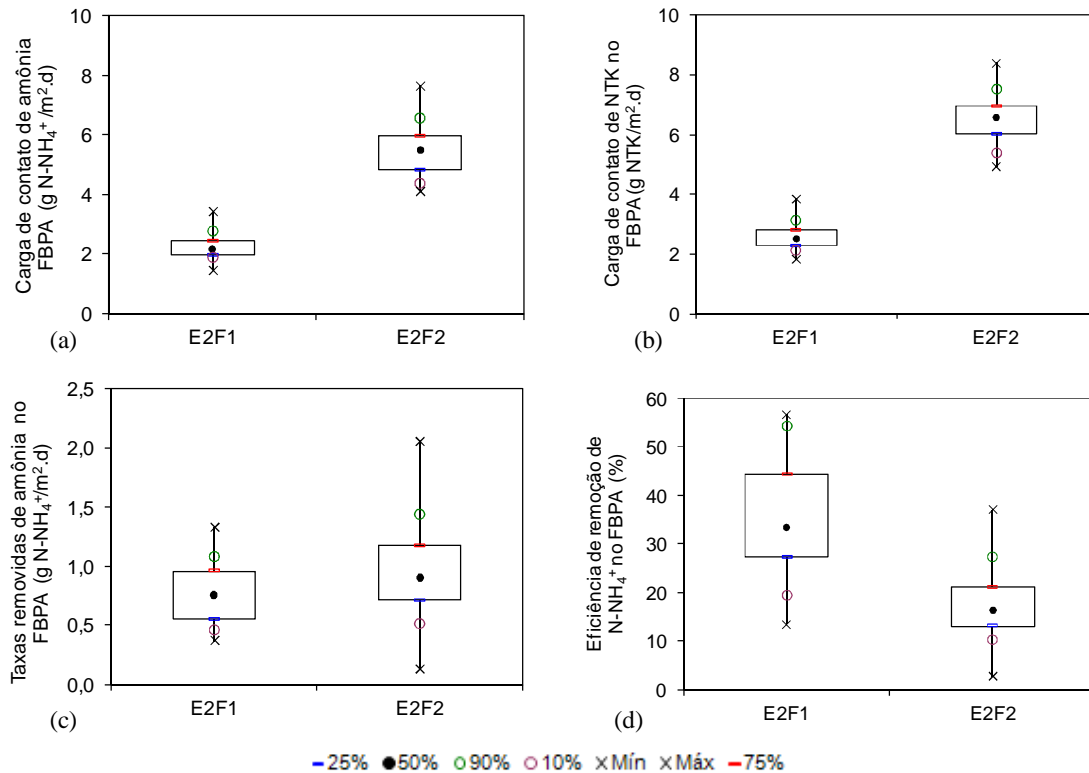 Carga de contato de amônia
FBPA (g N-NH₄⁺ /m².d)
10
8
6
4
2
0
E2F1 E2F2
(a)
Carga de contato de NTK no
FBPA (g NTK/m².d)
10
8
6
4
2
0
E2F1 E2F2
(b)
Taxas removidas de amônia no
FBPA (g N-NH₄⁺/m².d)
2,5
2,0
1,5
1,0
0,5
0,0
E2F1 E2F2
(c)
Eficiência de remoção de
N-NH₄⁺ no FBPA (%)
60
50
40
30
20
10
0
E2F1 E2F2
(d)
25% 50% 90% 10% Mín Máx 75%